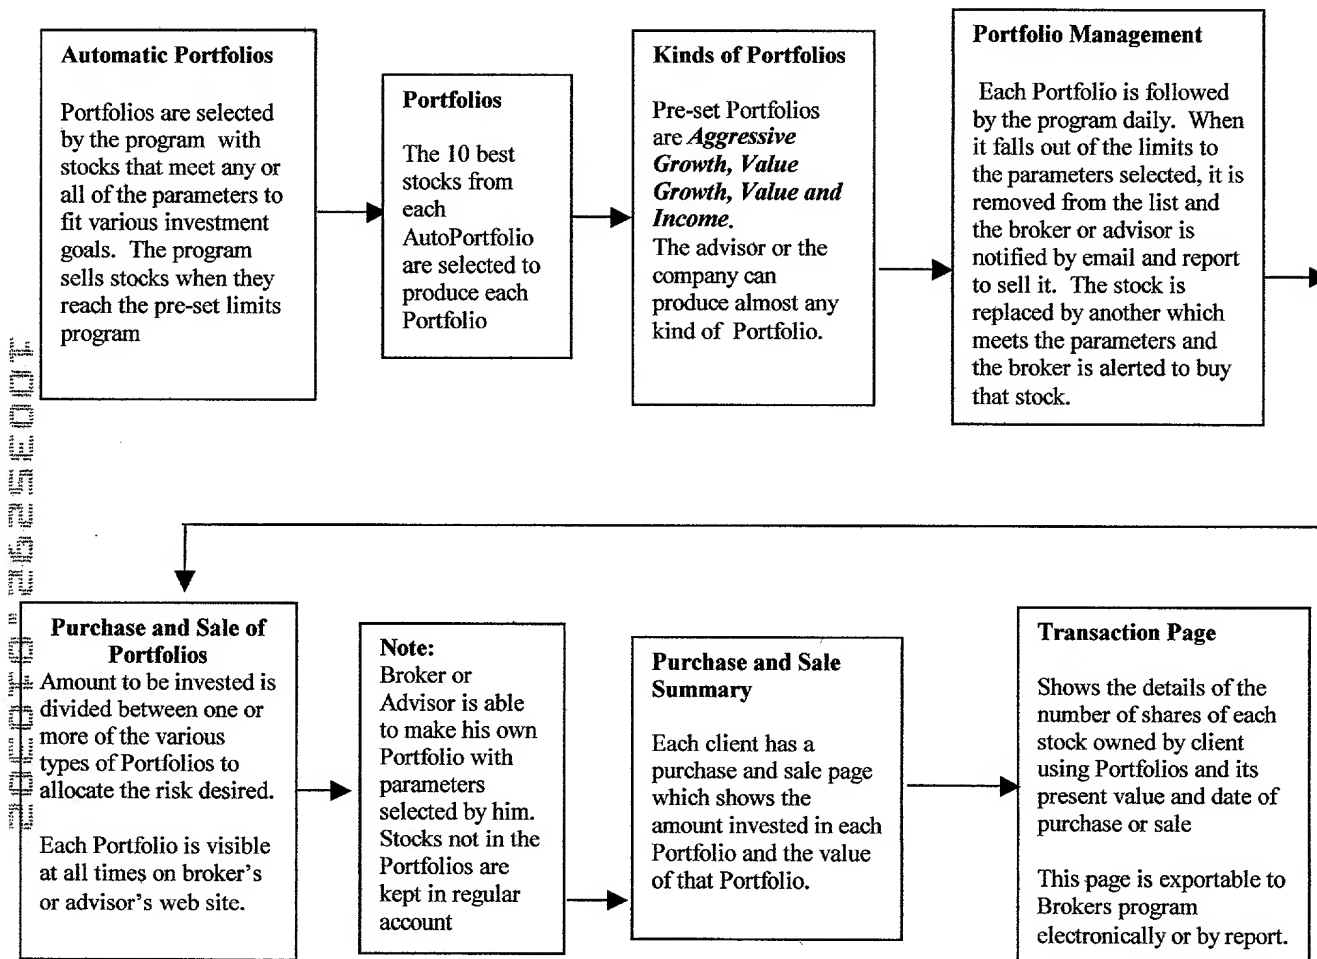 Automatic Portfolios
Portfolios are selected
by the program with
stocks that meet any or
all of the parameters to
fit various investment
goals. The program
sells stocks when they
reach the pre-set limits
program
Portfolios
The 10 best
stocks from
each
AutoPortfolio
are selected to
produce each
Portfolio
Kinds of Portfolios
Pre-set Portfolios
are Aggressive
Growth, Value
Growth, Value and
Income.
The advisor or the
company can
produce almost any
kind of Portfolio.
Portfolio Management
Each Portfolio is followed
by the program daily. When
it falls out of the limits to
the parameters selected, it is
removed from the list and
the broker or advisor is
notified by email and report
to sell it. The stock is
replaced by another which
meets the parameters and
the broker is alerted to buy
that stock.
Purchase and Sale of
Portfolios
Amount to be invested is
divided between one or
more of the various
types of Portfolios to
allocate the risk desired.
Each Portfolio is visible
at all times on broker's
or advisor's web site.
Note:
Broker or
Advisor is able
to make his own
Portfolio with
parameters
selected by him.
Stocks not in the
Portfolios are
kept in regular
account
Purchase and Sale
Summary
Each client has a
purchase and sale page
which shows the
amount invested in each
Portfolio and the value
of that Portfolio.
Transaction Page
Shows the details of the
number of shares of each
stock owned by client
using Portfolios and its
present value and date of
purchase or sale
This page is exportable to
Brokers program
electronically or by report.